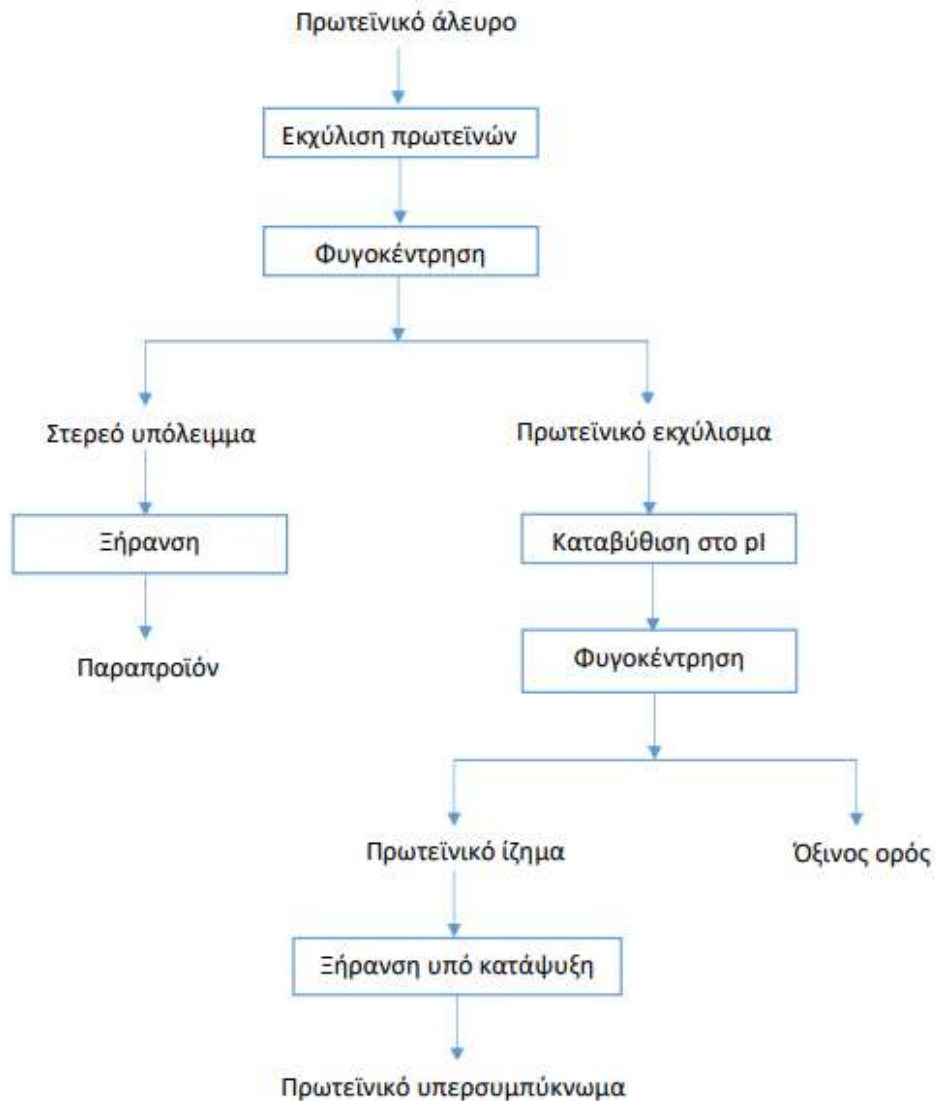 Πρωτεϊνικό άλευρο
Εκχύλιση πρωτεϊνών
Φυγοκέντρηση
Στερεό υπόλειμμα
Πρωτεϊνικό εκχύλισμα
Ξήρανση
Καταβύθιση στο pI
Παραπροϊόν
Φυγοκέντρηση
Πρωτεϊνικό ίζημα
Όξινος ορός
Ξήρανση υπό κατάψυξη
Πρωτεϊνικό υπερσυμπύκνωμα